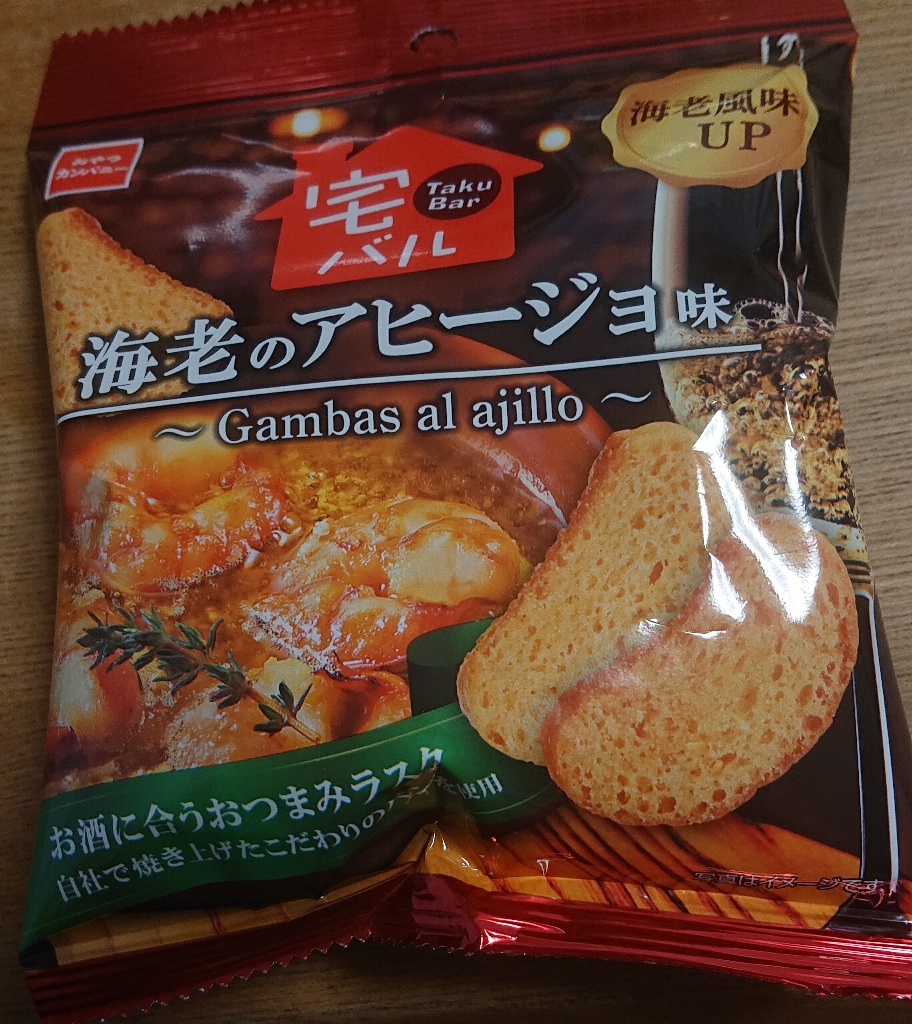 海老風味
UP
おやつ
カンパニー
宅
バル
Taku
Bar
海老のアヒージョ味
～ Gambas al ajillo ～
お酒に合うおつまみラスク
自社で焼き上げたこだわりのパンを使用
写真はイメージです